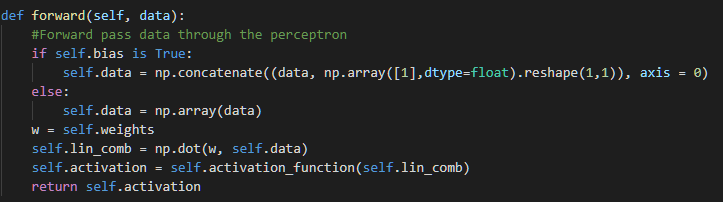 def forward(self, data):
    #Forward pass data through the perceptron
    if self.bias is True:
        self.data = np.concatenate((data, np.array([1],dtype=float).reshape(1,1)), axis = 0)
    else:
        self.data = np.array(data)
    w = self.weights
    self.lin_comb = np.dot(w, self.data)
    self.activation = self.activation_function(self.lin_comb)
    return self.activation